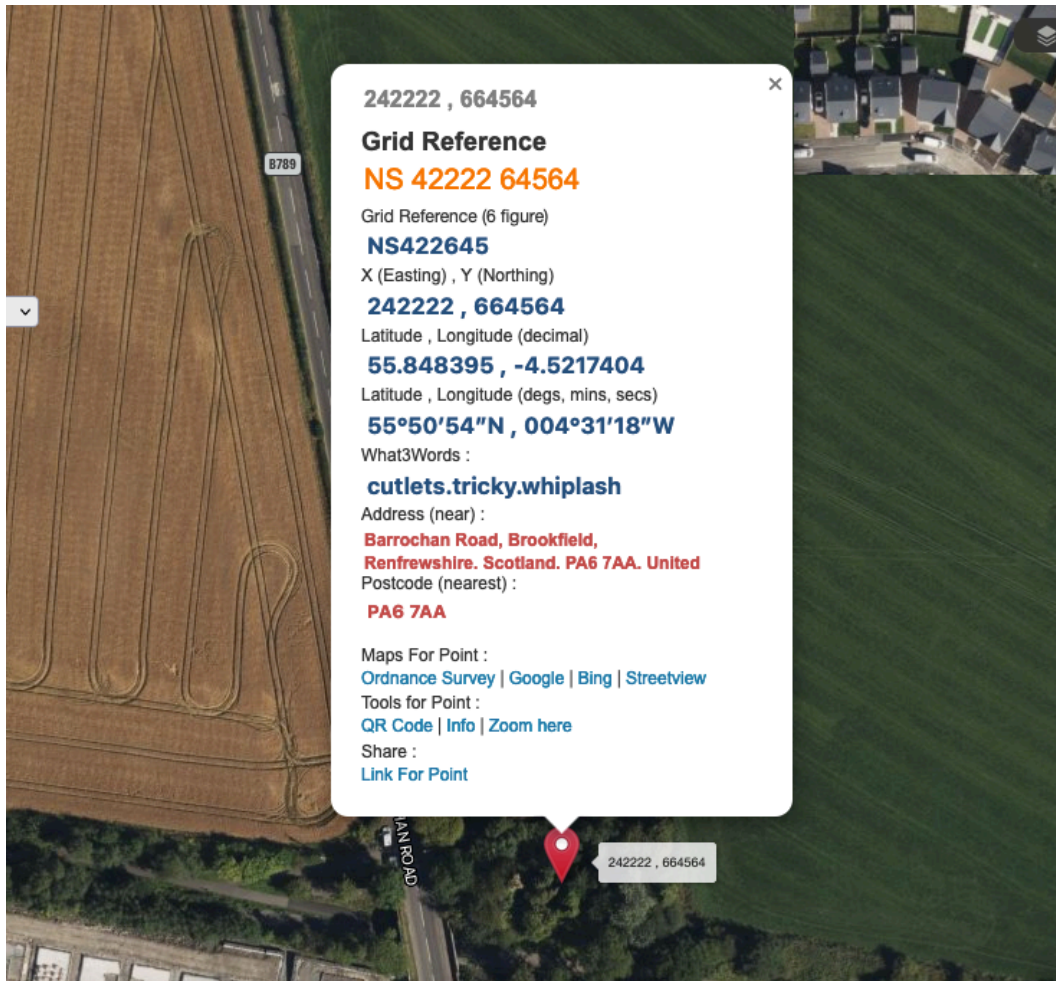 242222 , 664564
×
Grid Reference
NS 42222 64564
Grid Reference (6 figure)
NS422645
X (Easting) , Y (Northing)
242222 , 664564
Latitude , Longitude (decimal)
55.848395 , -4.5217404
Latitude , Longitude (degs, mins, secs)
55°50′54″N , 004°31′18″W
What3Words :
cutlets.tricky.whiplash
Address (near) :
Barrochan Road, Brookfield,
Renfrewshire. Scotland. PA6 7AA. United
Postcode (nearest) :
PA6 7AA
Maps For Point :
Ordnance Survey | Google | Bing | Streetview
Tools for Point :
QR Code | Info | Zoom here
Share :
Link For Point
B789
HAN ROAD
242222 , 664564